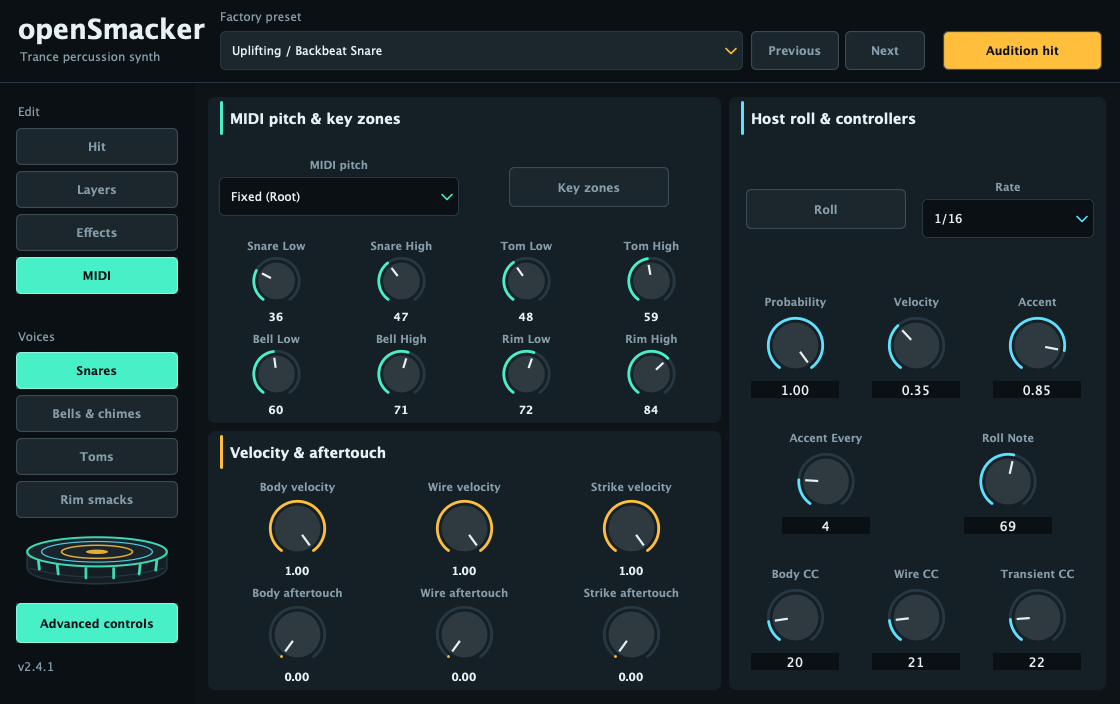 openSmacker
Trance percussion synth
Factory preset
Uplifting / Backbeat Snare
Previous
Next
Audition hit
Edit
Hit
Layers
Effects
MIDI
Voices
Snares
Bells & chimes
Toms
Rim smacks
Advanced controls
v2.4.1
MIDI pitch & key zones
MIDI pitch
Fixed (Root)
Key zones
Snare Low
Snare High
Tom Low
Tom High
36
47
48
59
Bell Low
Bell High
Rim Low
Rim High
60
71
72
84
Velocity & aftertouch
Body velocity
Wire velocity
Strike velocity
1.00
1.00
1.00
Body aftertouch
Wire aftertouch
Strike aftertouch
0.00
0.00
0.00
Host roll & controllers
Roll
Rate
1/16
Probability
Velocity
Accent
1.00
0.35
0.85
Accent Every
Roll Note
4
69
Body CC
Wire CC
Transient CC
20
21
22